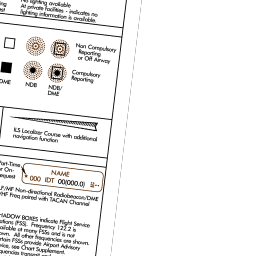 No lighting available
At private facilities - indicates no
lighting information is available.
Non Compulsory
Reporting
or Off Airway
Compulsory
Reporting
DME
NDB
NDB/
DME
ILS Localizer Course with additional
navigation function
Part-Time
or On-
Request
NAME
000 IDT 00(000.0)
LF/MF Non-directional Radiobeacon/DME
VHF Freq paired with TACAN Channel
SHADOW BOXES indicate Flight Service
Stations (FSS). Frequency 122.2 is
available at many FSSs and is not
shown. All other frequencies are shown.
Certain FSSs provide Airport Advisory
Service, see Chart Supplement.